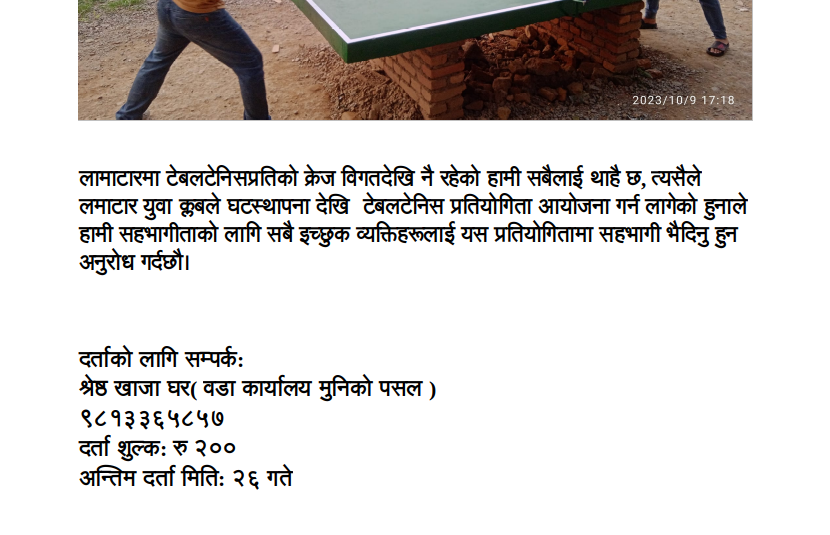 2023/10/9 17:18
लामाटारमा टेबलटेनिसप्रतिको क्रेज विगतदेखि नै रहेको हामी सबैलाई थाहै छ, त्यसैले
लमाटार युवा क्लबले घटस्थापना देखि  टेबलटेनिस प्रतियोगिता आयोजना गर्न लागेको हुनाले
हामी सहभागीताको लागि सबै इच्छुक व्यक्तिहरूलाई यस प्रतियोगितामा सहभागी भैदिनु हुन
अनुरोध गर्दछौ।
दर्ताको लागि सम्पर्क:
श्रेष्ठ खाजा घर( वडा कार्यालय मुनिको पसल )
९८१३३६५८५७
दर्ता शुल्क: रु २००
अन्तिम दर्ता मिति: २६ गते